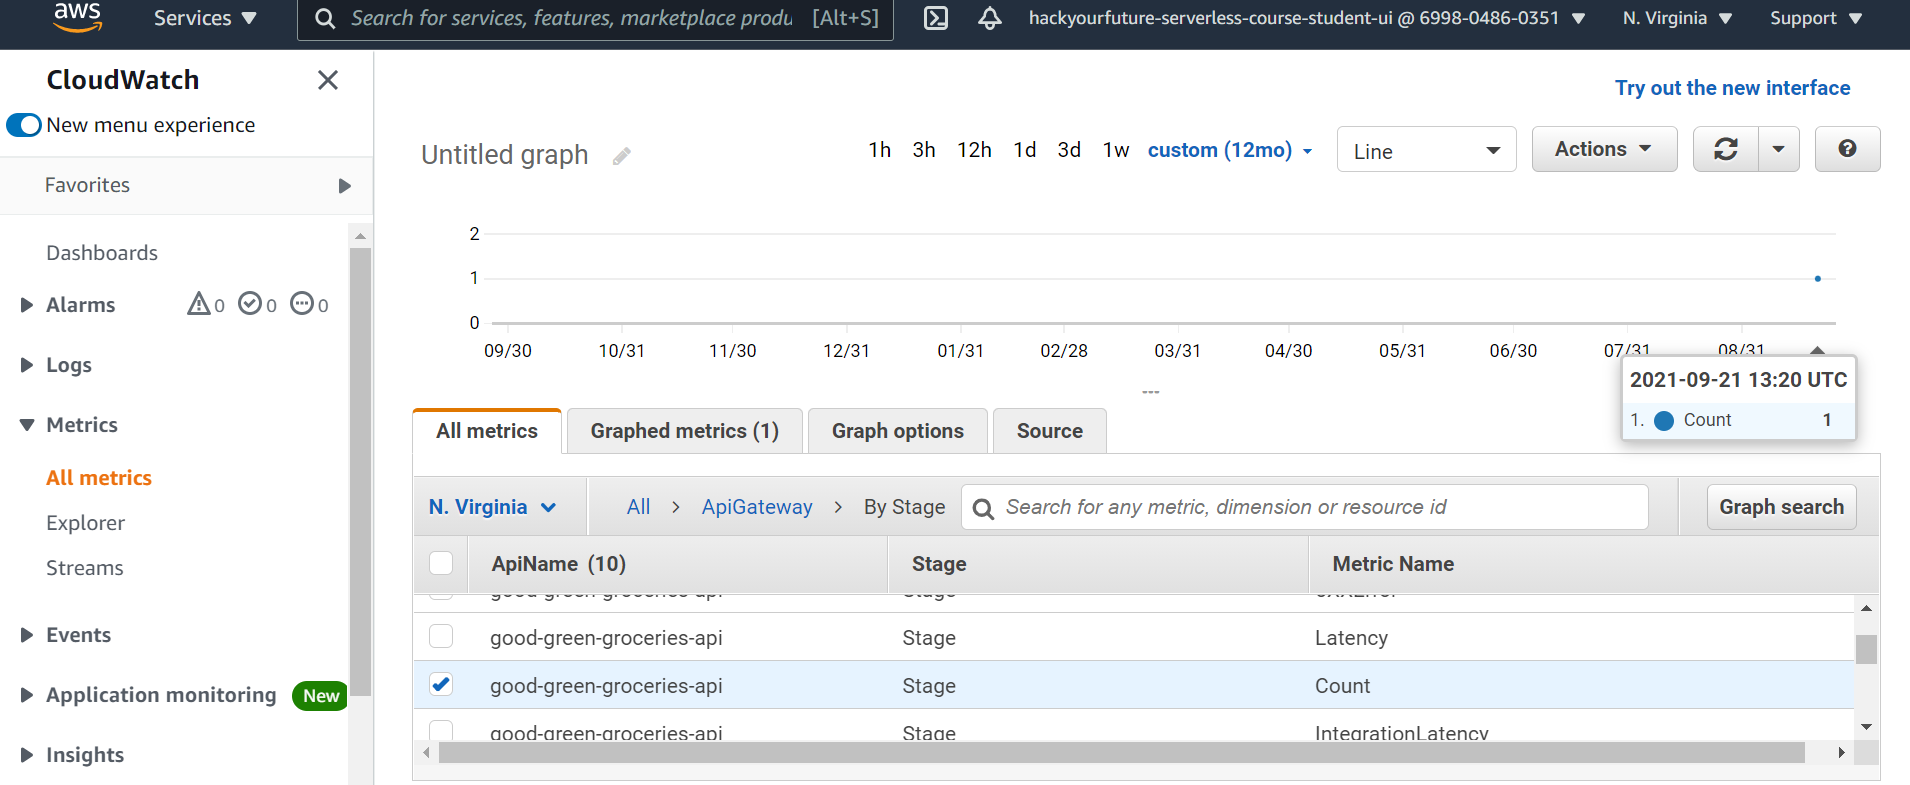 aws Services Search for services, features, marketplace produ [Alt+S] hackyourfuture-serverless-course-student-ui @ 6998-0486-0351 N. Virginia Support
CloudWatch
New menu experience
Favorites
Dashboards
Alarms 0 0 0
Logs
Metrics
All metrics
Explorer
Streams
Events
Application monitoring New
Insights
Try out the new interface
Untitled graph 1h 3h 12h 1d 3d 1w custom (12mo) Line Actions
2
1
0
09/30 10/31 11/30 12/31 01/31 02/28 03/31 04/30 05/31 06/30 07/31 08/31
2021-09-21 13:20 UTC
1. Count 1
All metrics Graphed metrics (1) Graph options Source
N. Virginia All > ApiGateway > By Stage Search for any metric, dimension or resource id Graph search
ApiName (10) Stage Metric Name
good-green-groceries-api Stage
good-green-groceries-api Stage Latency
good-green-groceries-api Stage Count
good-green-groceries-api Stage IntegrationLatency